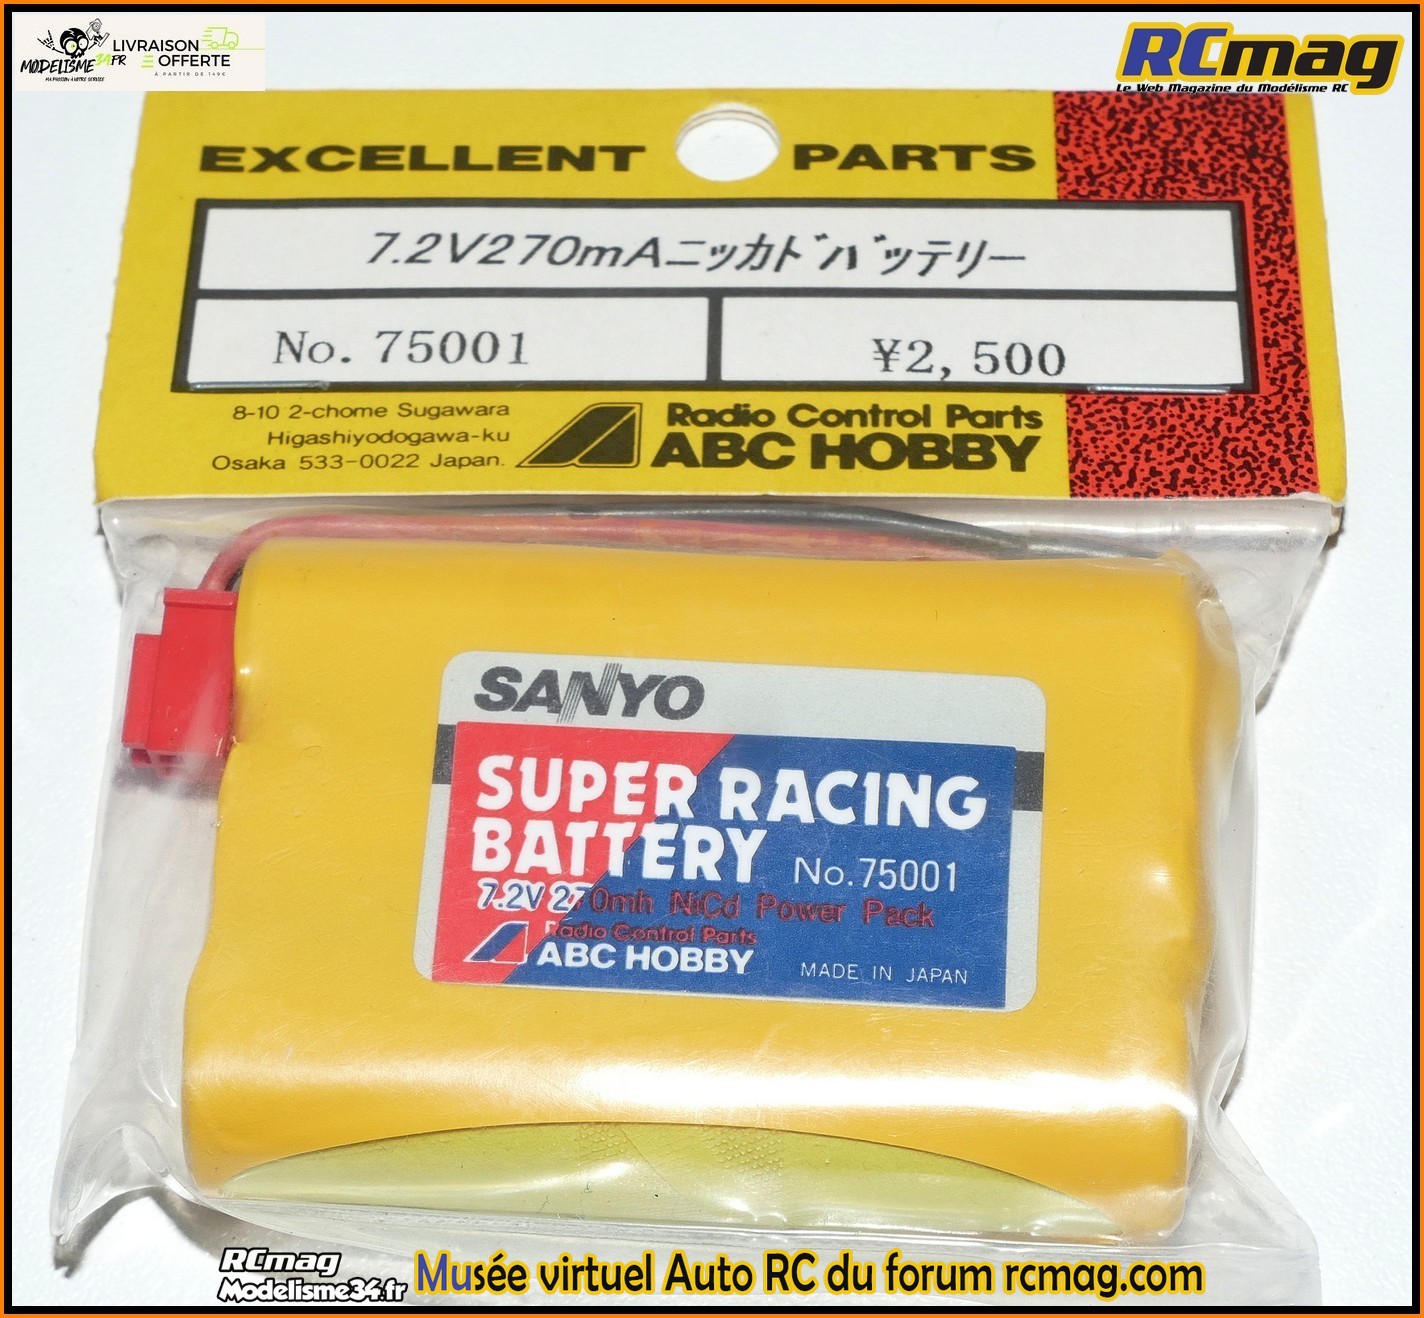 MODELISME34.FR
MA PASSION A VOTRE SERVICE
LIVRAISON
OFFERTE
À PARTIR DE 149€
RCmag
Le Web Magazine du Modélisme RC
EXCELLENT PARTS
7.2V270mAニッカドバッテリー
No. 75001
¥2,500
8-10 2-chome Sugawara
Higashiyodogawa-ku
Osaka 533-0022 Japan.
Radio Control Parts
ABC HOBBY
SANYO
SUPER RACING
BATTERY No.75001
7.2V 270mh NiCd Power Pack
Radio Control Parts
ABC HOBBY
MADE IN JAPAN
RCmag
Modelisme34.fr
Musée virtuel Auto RC du forum rcmag.com